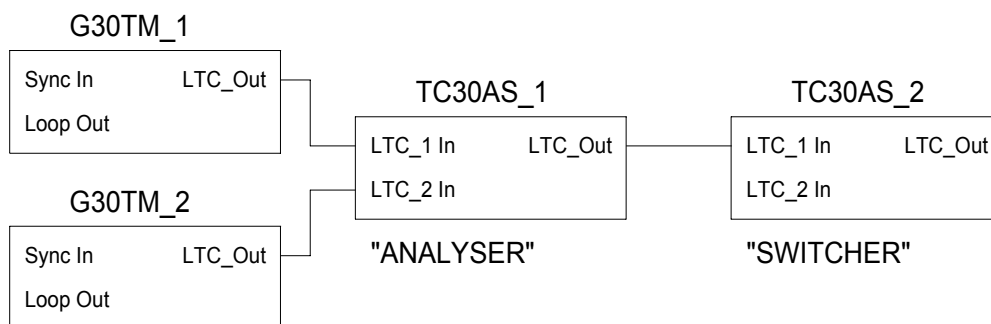 G30TM_1
Sync In LTC_Out
Loop Out
TC30AS_1
LTC_1 In LTC_Out
LTC_2 In
"ANALYSER"
TC30AS_2
LTC_1 In LTC_Out
LTC_2 In
"SWITCHER"
G30TM_2
Sync In LTC_Out
Loop Out